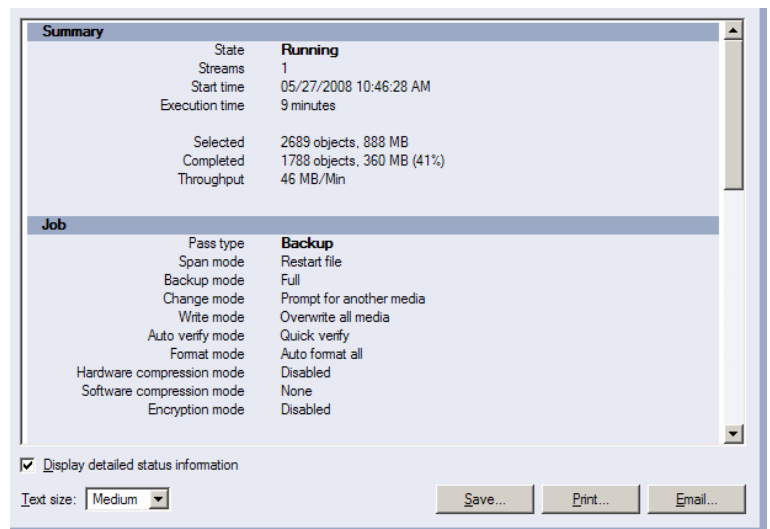 Summary
State Running
Streams 1
Start time 05/27/2008 10:46:28 AM
Execution time 9 minutes
Selected 2689 objects, 888 MB
Completed 1788 objects, 360 MB (41%)
Throughput 46 MB/Min
Job
Pass type Backup
Span mode Restart file
Backup mode Full
Change mode Prompt for another media
Write mode Overwrite all media
Auto verify mode Quick verify
Format mode Auto format all
Hardware compression mode Disabled
Software compression mode None
Encryption mode Disabled
Display detailed status information
Text size: Medium Save... Print... Email...